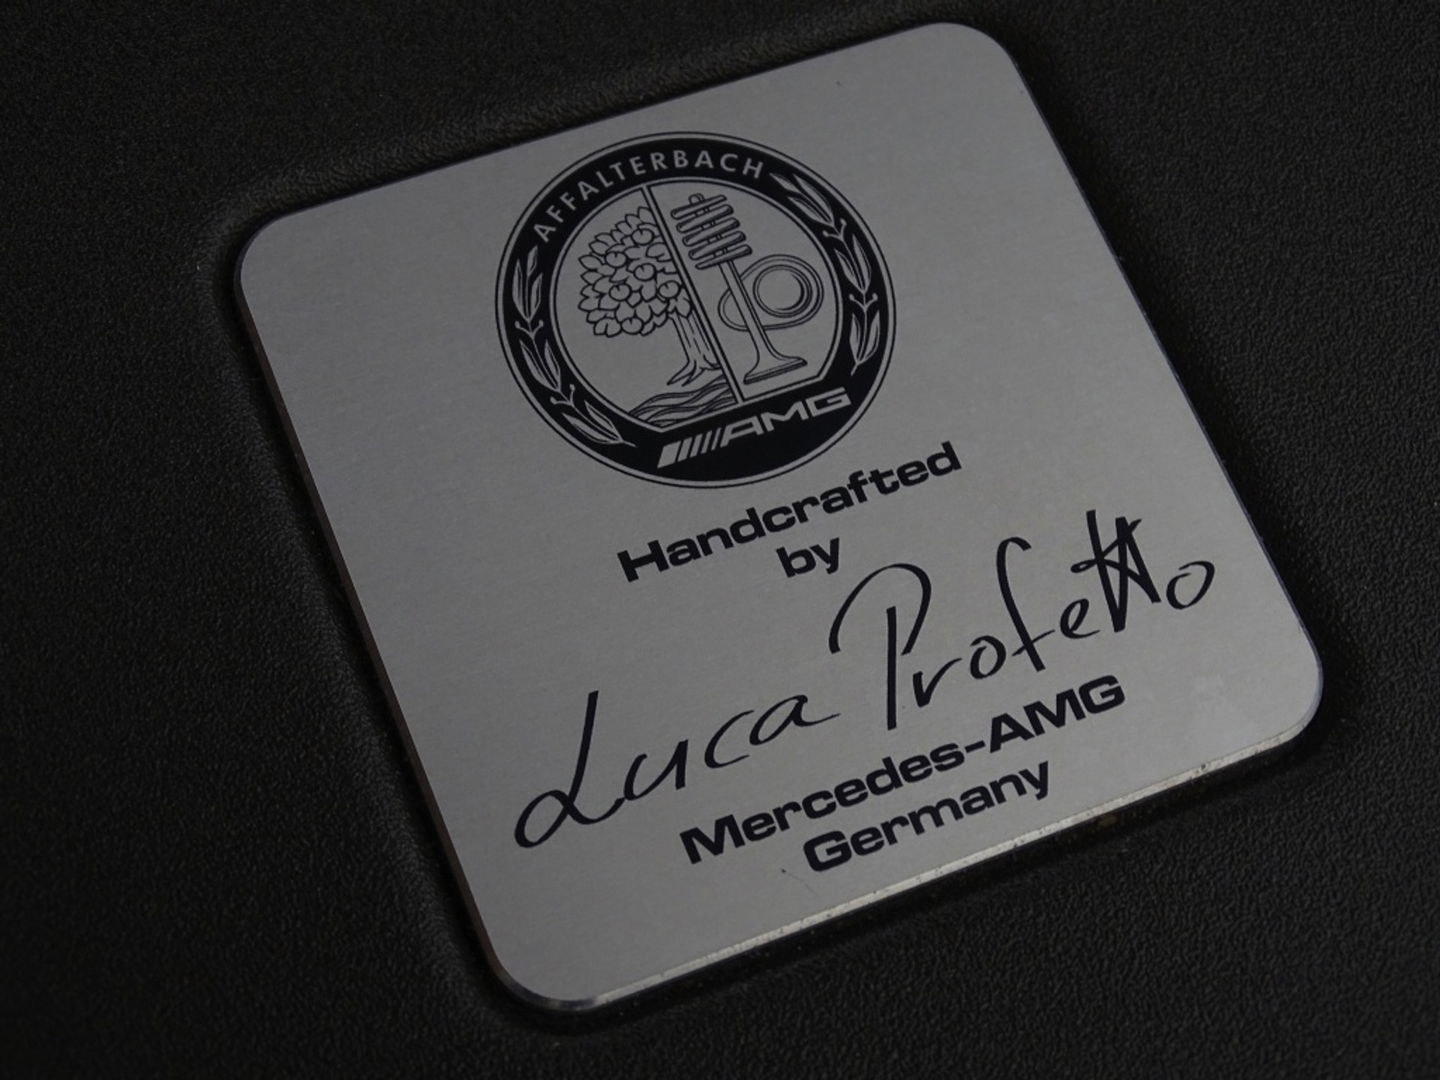 AFFALTERBACH
AMG
Handcrafted
by
Luca Profetto
Mercedes-AMG
Germany